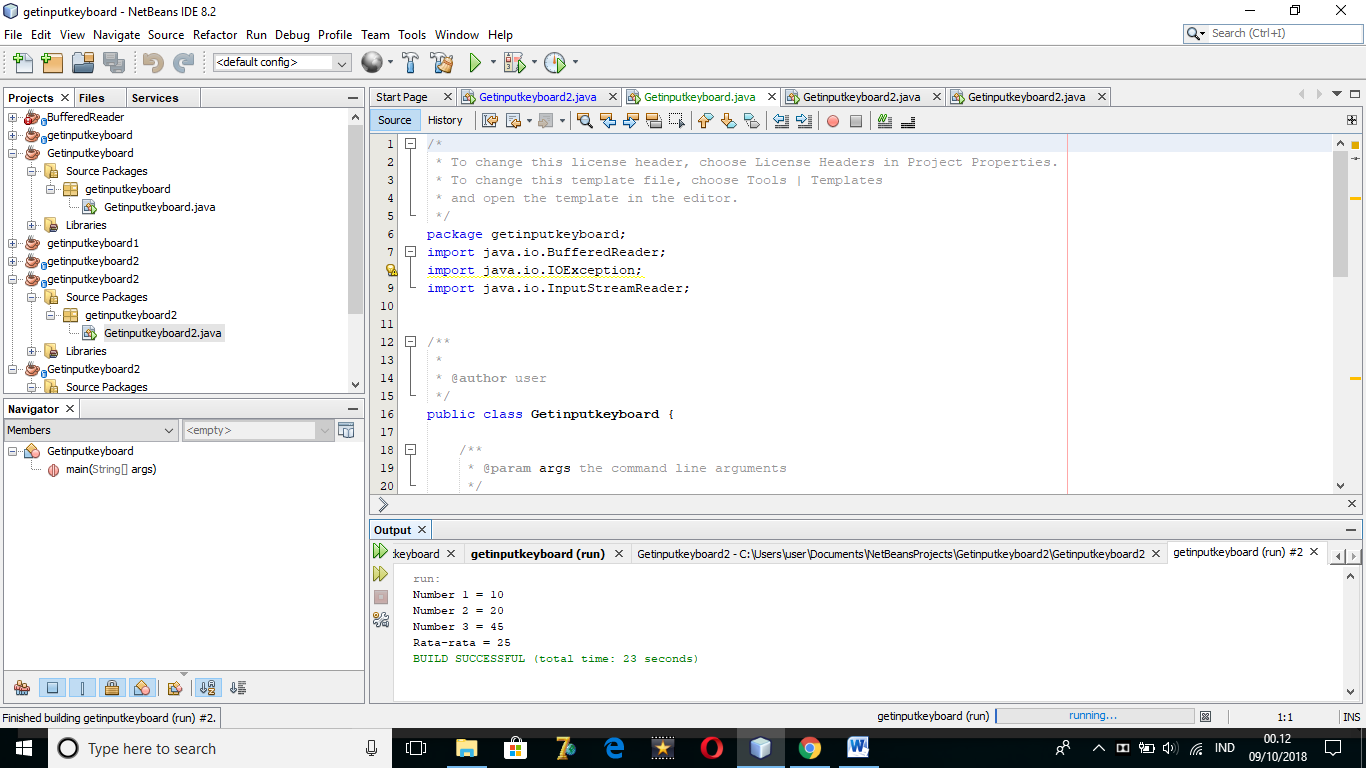 Getinputkeyboard - NetBeans IDE 8.2
File Edit View Navigate Source Refactor Run Debug Profile Team Tools Window Help
Search (Ctrl+I)
<default config>
Projects Files Services
BufferedReader
getinputkeyboard
Getinputkeyboard
Source Packages
getinputkeyboard
Getinputkeyboard.java
Libraries
getinputkeyboard1
getinputkeyboard2
getinputkeyboard2
Source Packages
getinputkeyboard2
Getinputkeyboard2.java
Libraries
Getinputkeyboard2
Source Packages
Navigator
Members <empty>
Getinputkeyboard
main(String[] args)
Start Page Getinputkeyboard2.java Getinputkeyboard.java Getinputkeyboard2.java Getinputkeyboard2.java
Source History
1 /*
2 * To change this license header, choose License Headers in Project Properties.
3 * To change this template file, choose Tools | Templates
4 * and open the template in the editor.
5 */
6 package getinputkeyboard;
7 import java.io.BufferedReader;
import java.io.IOException;
9 import java.io.InputStreamReader;
10
11
12 /**
13 *
14 * @author user
15 */
16 public class Getinputkeyboard {
17
18 /**
19 * @param args the command line arguments
20 */
Output
keyboard getinputkeyboard (run) Getinputkeyboard2 - C:\Users\user\Documents\NetBeansProjects\Getinputkeyboard2\Getinputkeyboard2 getinputkeyboard (run) #2
run:
Number 1 = 10
Number 2 = 20
Number 3 = 45
Rata-rata = 25
BUILD SUCCESSFUL (total time: 23 seconds)
Finished building getinputkeyboard (run) #2.
getinputkeyboard (run) running... 1:1 INS
Type here to search
IND
00.12
09/10/2018